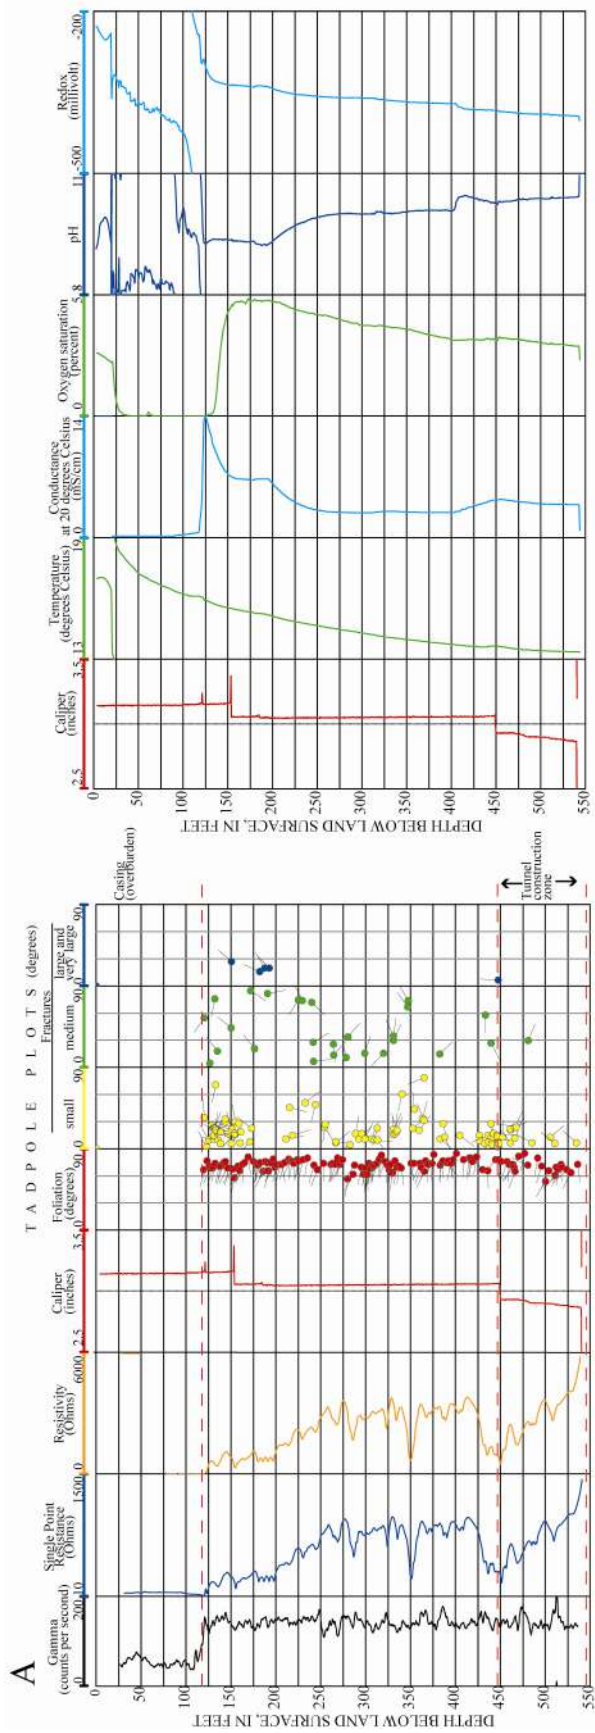 A
TADPOLE PLOTS (degrees)
Fractures
Gamma
(counts per second)
Single Point
Resistance
(Ohms)
Resistivity
(Ohms)
Caliper
(inches)
Foliation
(degrees)
small
medium
large and
very large
0 200
1500
6000
2.5 3.5
0 90
0 90
0 90
0 90
Casing
(overburden)
Tunnel
construction
zone
0
50
100
150
200
250
300
350
400
450
500
550
DEPTH BELOW LAND SURFACE, IN FEET
Caliper
(inches)
Temperature
(degrees Celsius)
Conductance
at 20 degrees Celsius
(mS/cm)
Oxygen saturation
(percent)
pH
Redox
(millivolt)
2.5 3.5
13 19
0 14
0 5
8 11
-500 -200
0
50
100
150
200
250
300
350
400
450
500
550
DEPTH BELOW LAND SURFACE, IN FEET